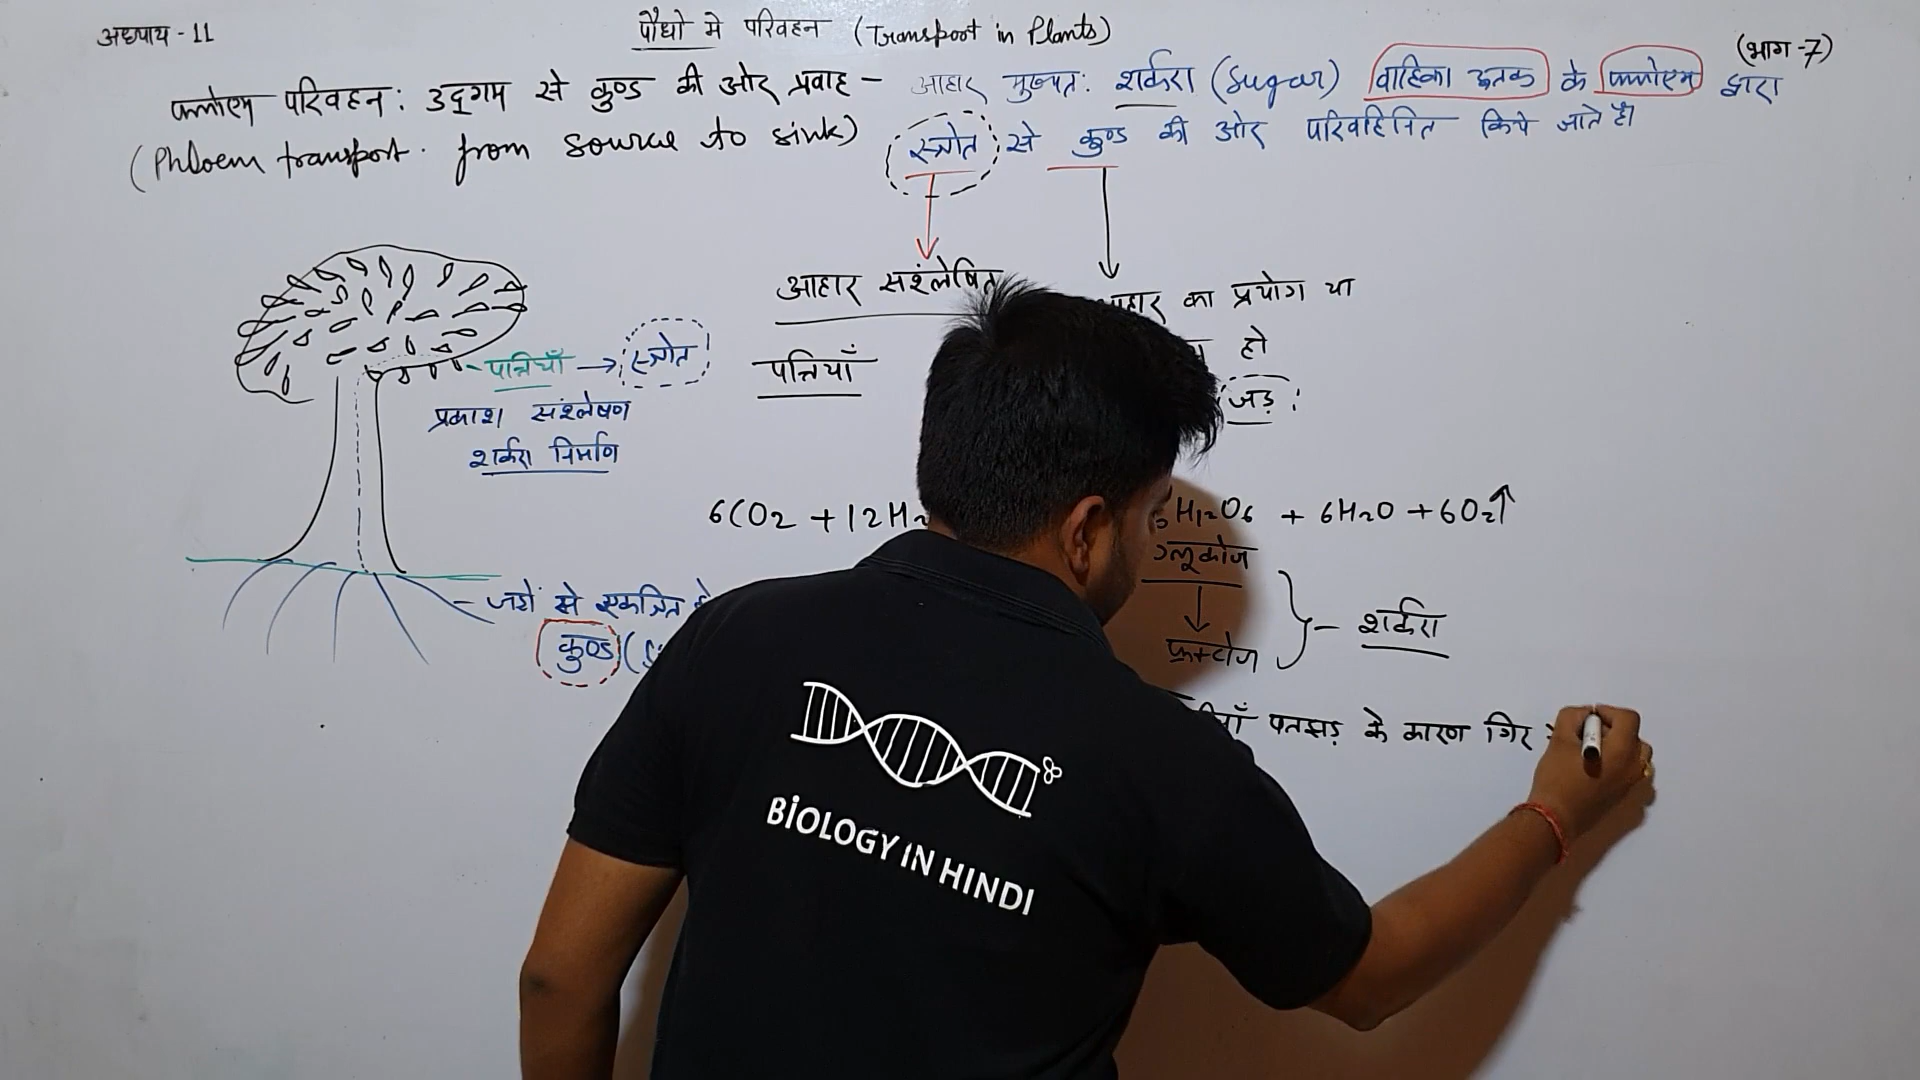 अध्याय - 11
पौधों मे परिवहन (Transport in Plants)
(भाग -7)
फ्लोएम परिवहन : उद्गम से कुण्ड की ओर प्रवाह – आहार मुख्यत: शर्करा (Sugar) वाहिका ऊतक के फ्लोएम द्वारा
(Phloem transport. from source to sink) स्त्रोत से कुण्ड की ओर परिवहित किये जाते है।
आहार संश्लेषित
आहार का प्रयोग या
हो
पत्तियाँ
जड़
पत्तियाँ → स्त्रोत
प्रकाश संश्लेषण
शर्करा निर्माण
6CO2 + 12H2
H12O6 + 6H2O + 6O2↑
ग्लूकोज
↓
फ्रक्टोज
} – शर्करा
– जड़ों से एकत्रित
कुण्ड (
पतझड़ के कारण गिर
BIOLOGY IN HINDI